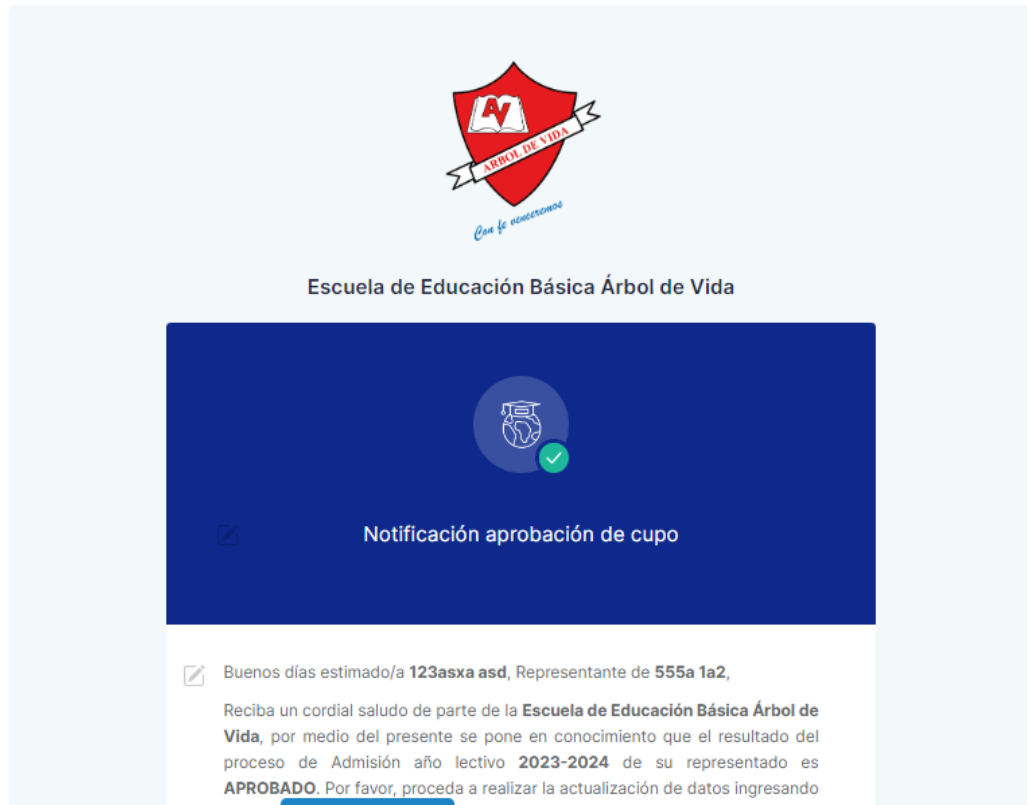 AV
ARBOL DE VIDA
Con fe venceremos
Escuela de Educación Básica Árbol de Vida
Notificación aprobación de cupo
Buenos días estimado/a 123asxa asd, Representante de 555a 1a2,
Reciba un cordial saludo de parte de la Escuela de Educación Básica Árbol de
Vida, por medio del presente se pone en conocimiento que el resultado del
proceso de Admisión año lectivo 2023-2024 de su representado es
APROBADO. Por favor, proceda a realizar la actualización de datos ingresando